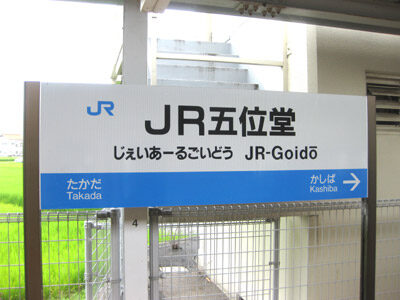 JR
JR五位堂
じぇいあーるごいどう JR-Goidō
たかだ かしば
Takada Kashiba
4